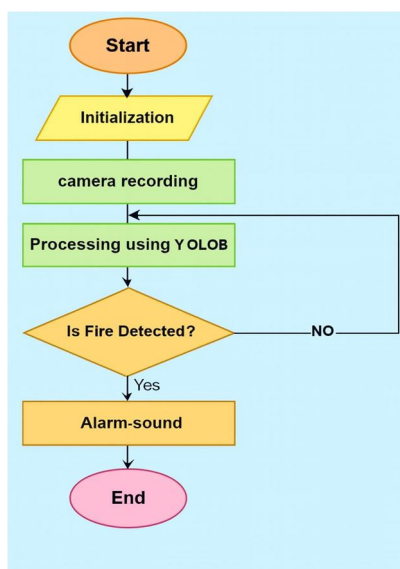 Start
Initialization
camera recording
Processing using YOLOB
Is Fire Detected?
NO
Yes
Alarm-sound
End